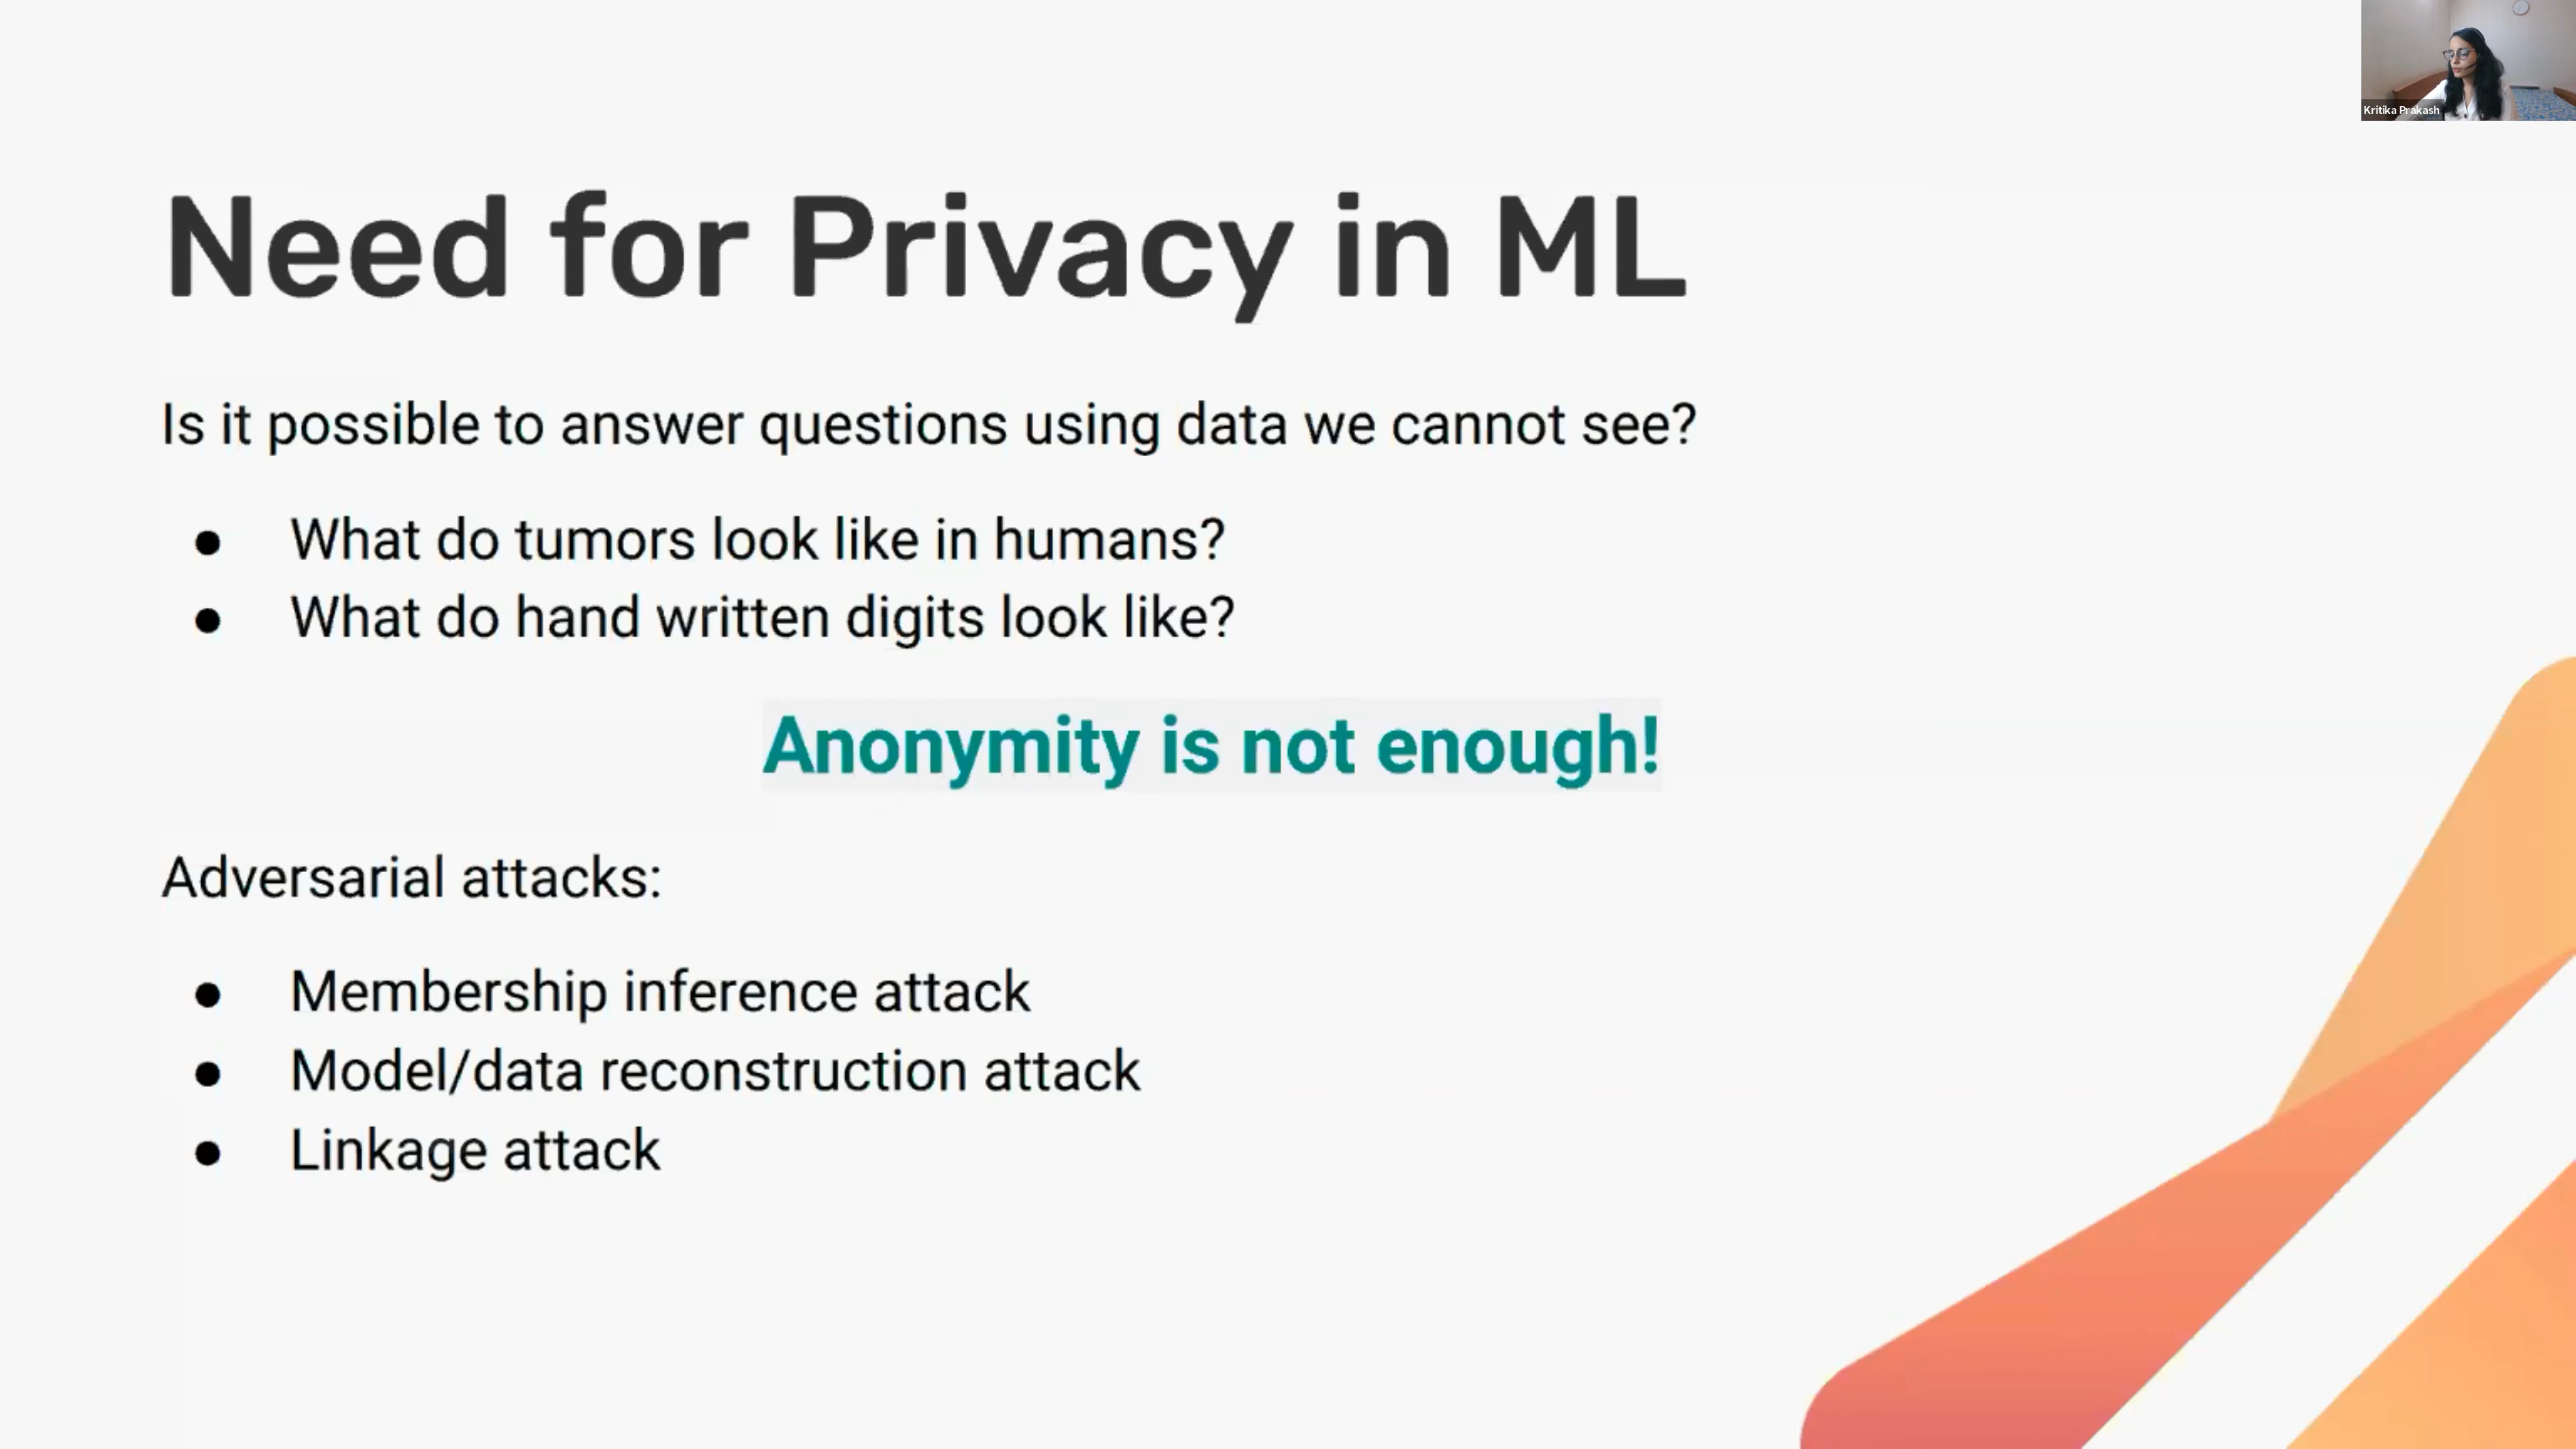 Kritika Prakash
Need for Privacy in ML
Is it possible to answer questions using data we cannot see?
● What do tumors look like in humans?
● What do hand written digits look like?
Anonymity is not enough!
Adversarial attacks:
● Membership inference attack
● Model/data reconstruction attack
● Linkage attack